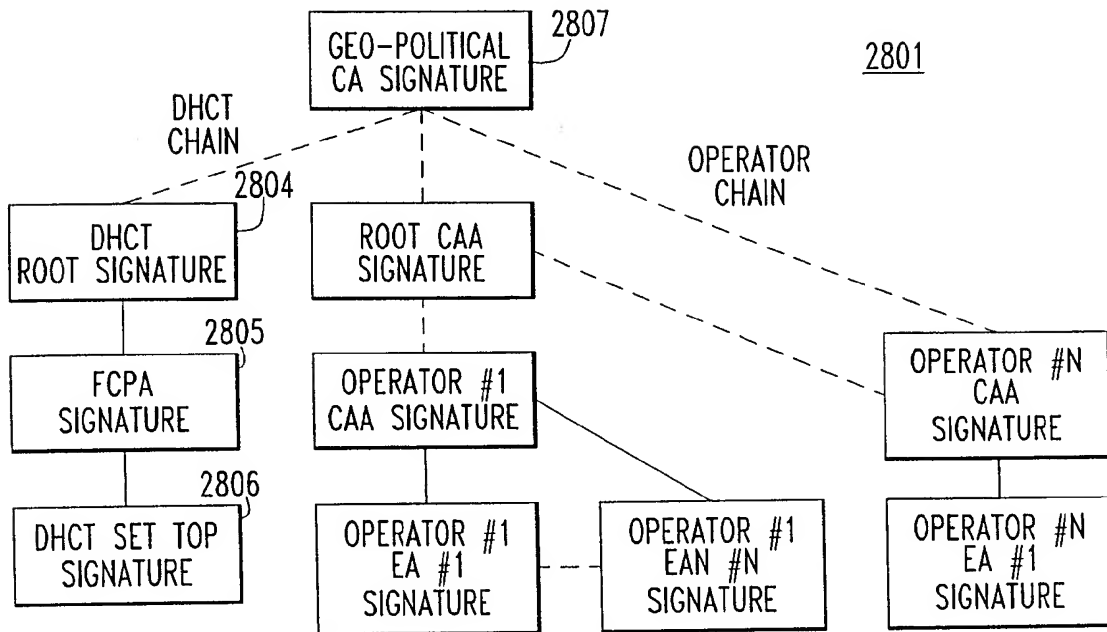 2807
GEO-POLITICAL
CA SIGNATURE
2801
DHCT
CHAIN
OPERATOR
CHAIN
2804
DHCT
ROOT SIGNATURE
ROOT CAA
SIGNATURE
2805
FCPA
SIGNATURE
OPERATOR #1
CAA SIGNATURE
OPERATOR #N
CAA
SIGNATURE
2806
DHCT SET TOP
SIGNATURE
OPERATOR #1
EA #1
SIGNATURE
OPERATOR #1
EAN #N
SIGNATURE
OPERATOR #N
EA #1
SIGNATURE